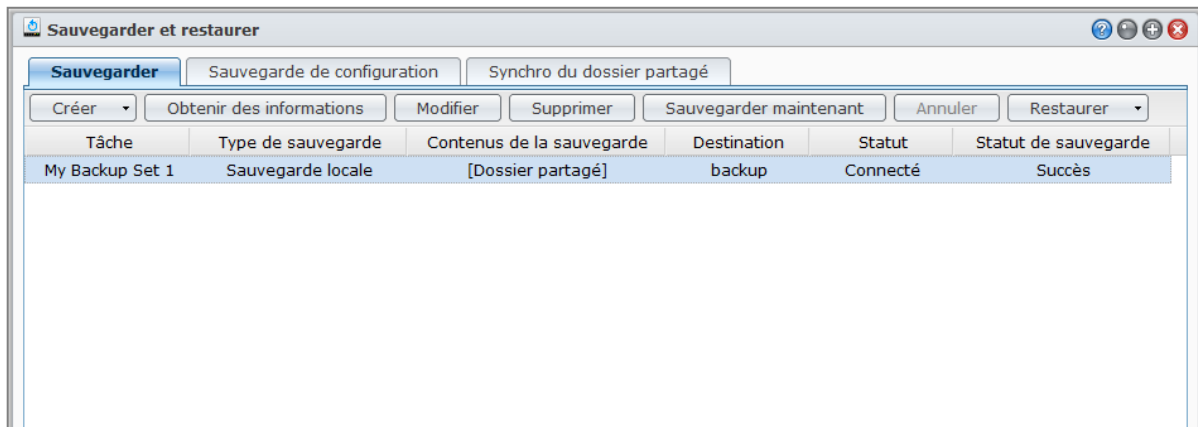 Sauvegarder et restaurer
Sauvegarder Sauvegarde de configuration Synchro du dossier partagé
Créer Obtenir des informations Modifier Supprimer Sauvegarder maintenant Annuler Restaurer
Tâche Type de sauvegarde Contenus de la sauvegarde Destination Statut Statut de sauvegarde
My Backup Set 1 Sauvegarde locale [Dossier partagé] backup Connecté Succès